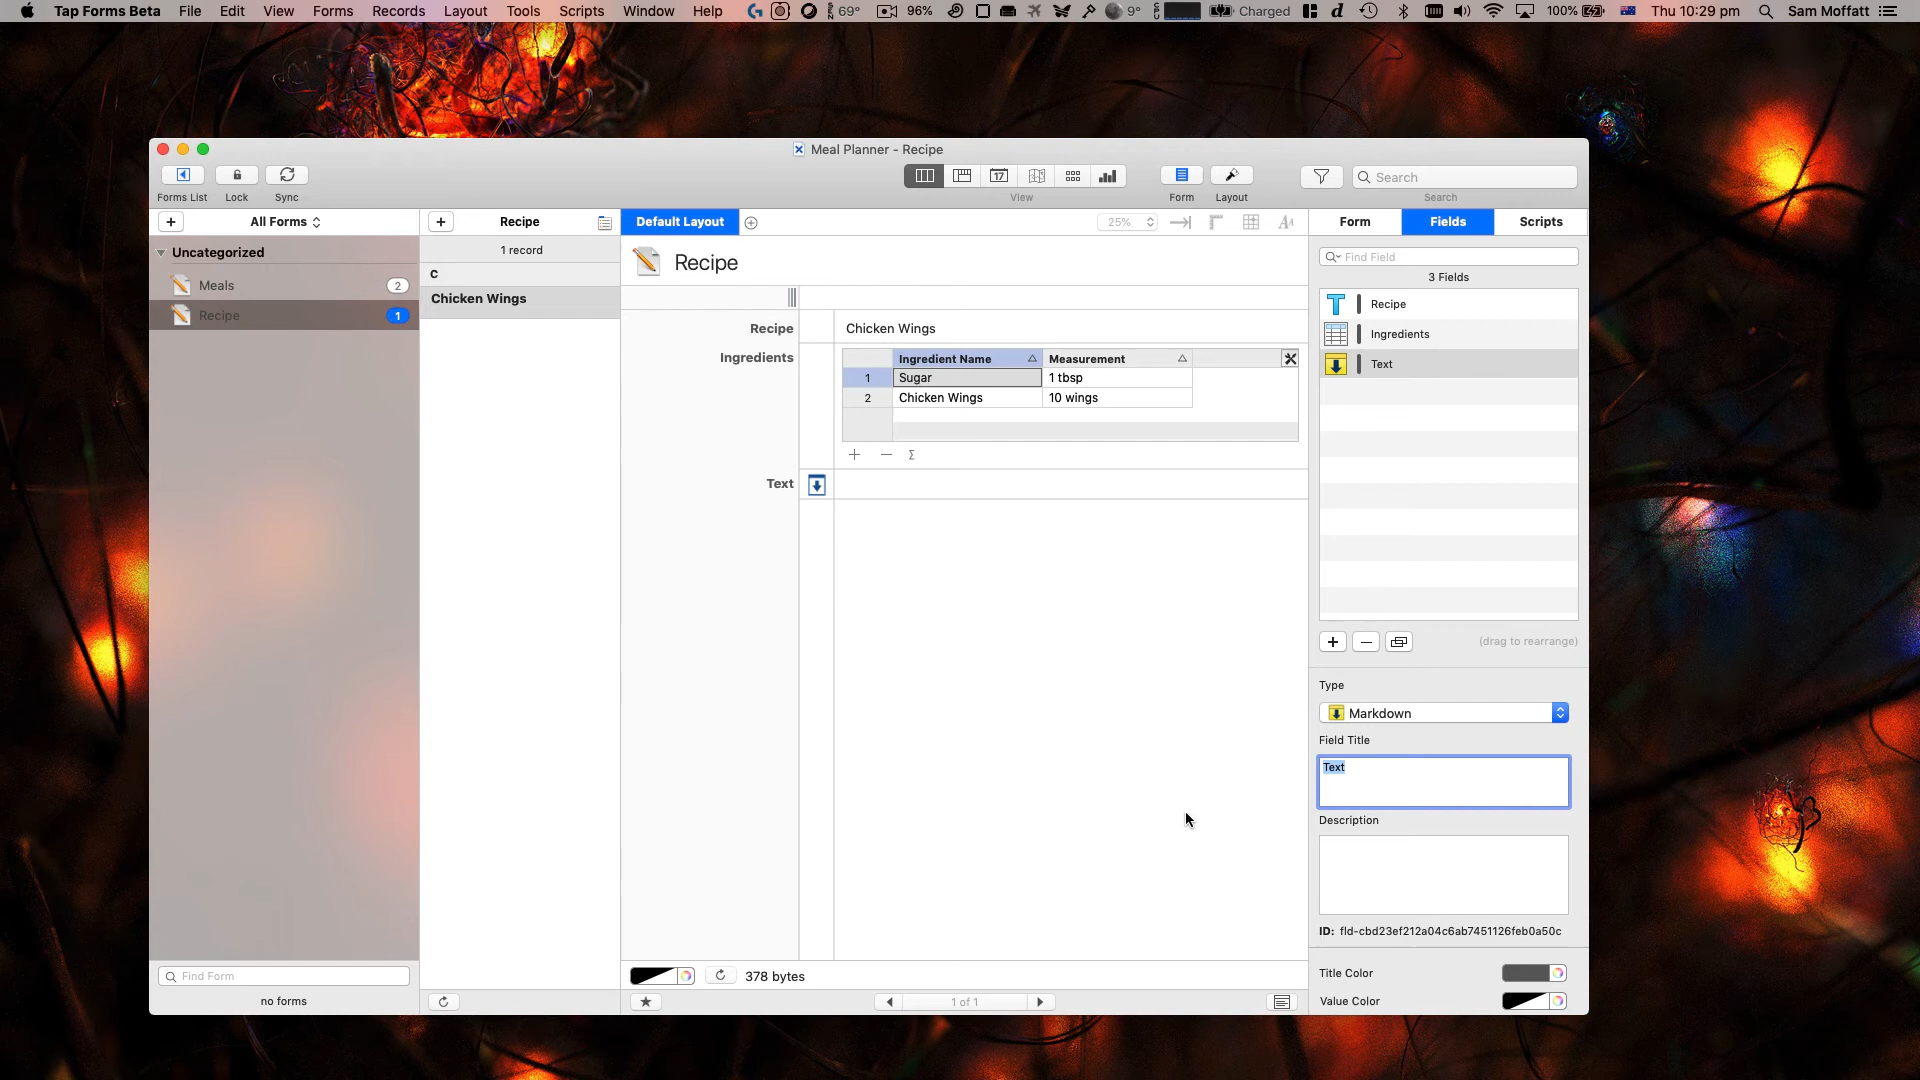 Tap Forms Beta File Edit View Forms Records Layout Tools Scripts Window Help 69° 96% 9° Charged 100% Thu 10:29 pm Sam Moffatt
Meal Planner - Recipe
17
Search
Forms List Lock Sync View Form Layout Search
All Forms
Recipe
Default Layout
25%
Form Fields Scripts
Uncategorized
Meals 2
Recipe 1
1 record
C
Chicken Wings
Recipe
Recipe Chicken Wings
Ingredients
Ingredient Name Measurement
1 Sugar 1 tbsp
2 Chicken Wings 10 wings
Σ
Text
Find Field
3 Fields
Recipe
Ingredients
Text
(drag to rearrange)
Type
Markdown
Field Title
Text
Description
ID: fld-cbd23ef212a04c6ab7451126feb0a50c
Title Color
Value Color
Find Form
no forms
378 bytes
1 of 1